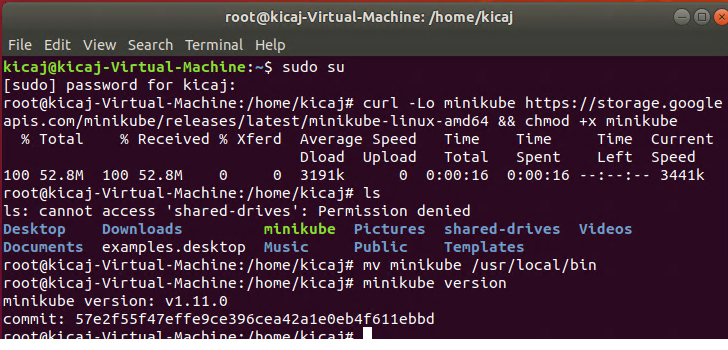 root@kicaj-Virtual-Machine: /home/kicaj
File Edit View Search Terminal Help
kicaj@kicaj-Virtual-Machine:~$ sudo su
[sudo] password for kicaj:
root@kicaj-Virtual-Machine:/home/kicaj# curl -Lo minikube https://storage.google
apis.com/minikube/releases/latest/minikube-linux-amd64 && chmod +x minikube
% Total % Received % Xferd Average Speed Time Time Time Current
Dload Upload Total Spent Left Speed
100 52.8M 100 52.8M 0 0 3191k 0 0:00:16 0:00:16 --:--:-- 3441k
root@kicaj-Virtual-Machine:/home/kicaj# ls
ls: cannot access 'shared-drives': Permission denied
Desktop Downloads minikube Pictures shared-drives Videos
Documents examples.desktop Music Public Templates
root@kicaj-Virtual-Machine:/home/kicaj# mv minikube /usr/local/bin
root@kicaj-Virtual-Machine:/home/kicaj# minikube version
minikube version: v1.11.0
commit: 57e2f55f47effe9ce396cea42a1e0eb4f611ebbd
root@kicaj-Virtual-Machine:/home/kicaj#